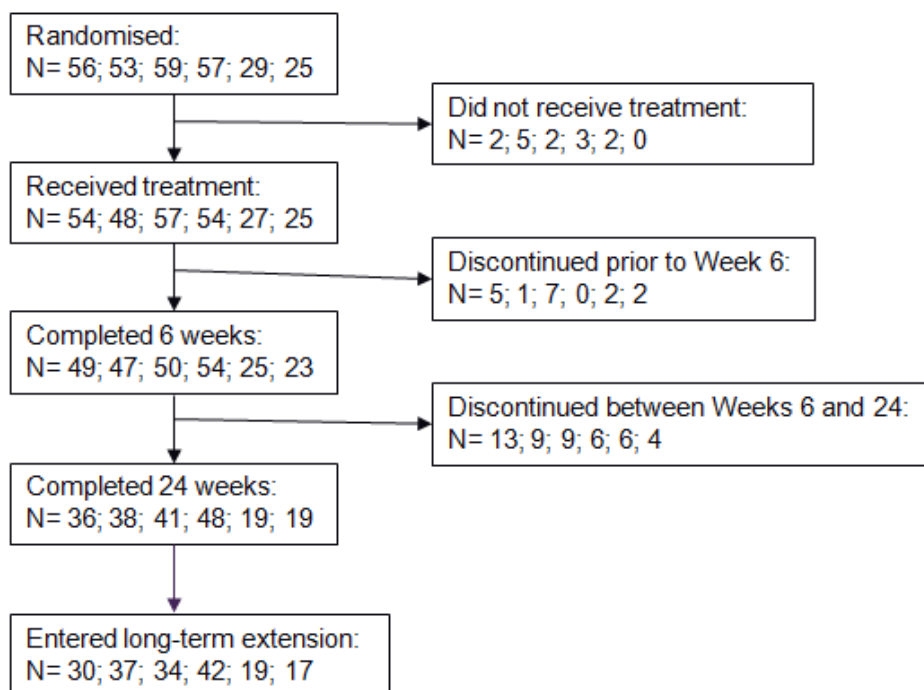 Randomised:
N= 56; 53; 59; 57; 29; 25
Did not receive treatment:
N= 2; 5; 2; 3; 2; 0
Received treatment:
N= 54; 48; 57; 54; 27; 25
Discontinued prior to Week 6:
N= 5; 1; 7; 0; 2; 2
Completed 6 weeks:
N= 49; 47; 50; 54; 25; 23
Discontinued between Weeks 6 and 24:
N= 13; 9; 9; 6; 6; 4
Completed 24 weeks:
N= 36; 38; 41; 48; 19; 19
Entered long-term extension:
N= 30; 37; 34; 42; 19; 17